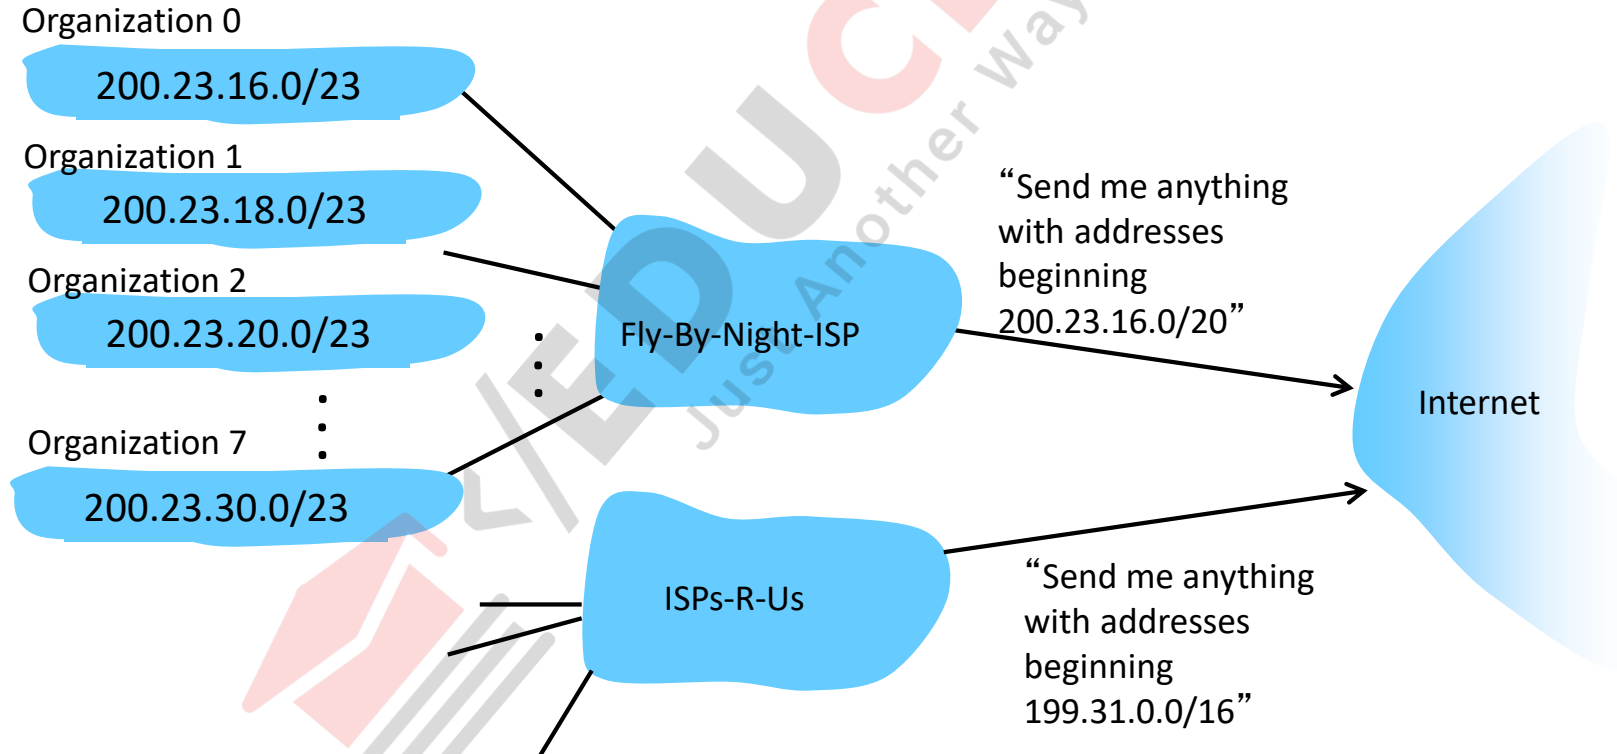 Organization 0
200.23.16.0/23
Organization 1
200.23.18.0/23
Organization 2
200.23.20.0/23
Organization 7
200.23.30.0/23
Fly-By-Night-ISP
“Send me anything
with addresses
beginning
200.23.16.0/20”
Internet
ISPs-R-Us
“Send me anything
with addresses
beginning
199.31.0.0/16”
EDUC
Just Another Way